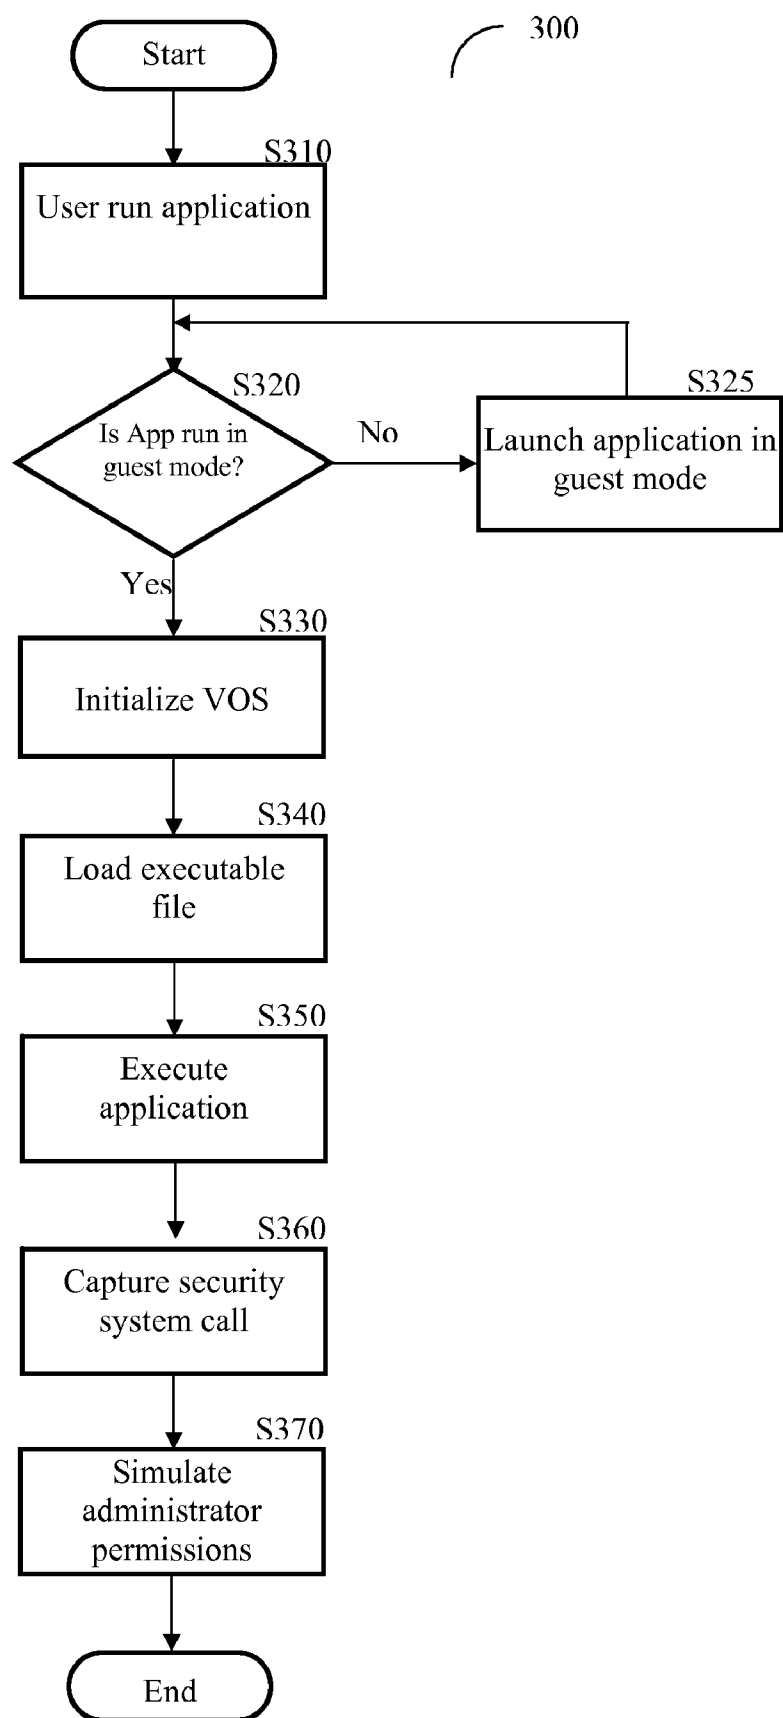 Start
300
S310
User run application
S320
Is App run in
guest mode?
No
S325
Launch application in
guest mode
Yes
S330
Initialize VOS
S340
Load executable
file
S350
Execute
application
S360
Capture security
system call
S370
Simulate
administrator
permissions
End